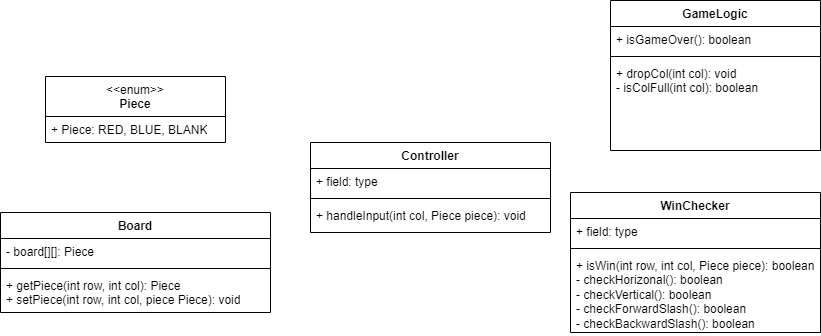 GameLogic
+ isGameOver(): boolean
+ dropCol(int col): void
- isColFull(int col): boolean
<<enum>>
Piece
+ Piece: RED, BLUE, BLANK
Controller
+ field: type
+ handleInput(int col, Piece piece): void
WinChecker
+ field: type
+ isWin(int row, int col, Piece piece): boolean
- checkHorizonal(): boolean
- checkVertical(): boolean
- checkForwardSlash(): boolean
- checkBackwardSlash(): boolean
Board
- board[][]: Piece
+ getPiece(int row, int col): Piece
+ setPiece(int row, int col, piece Piece): void